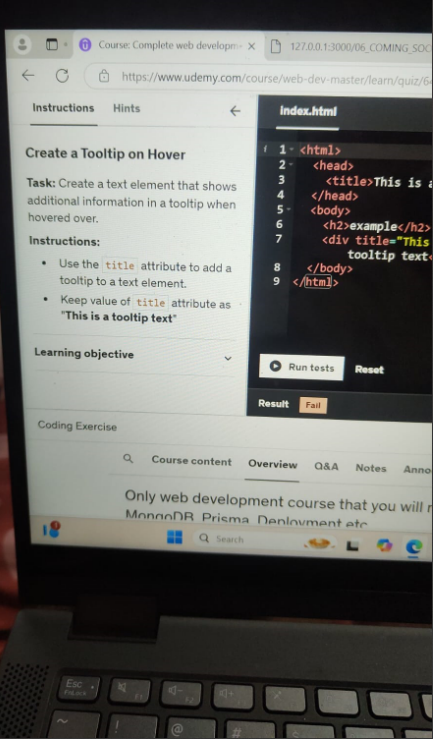 Course: Complete web developm
127.0.0.1:3000/06_COMING_SOC
https://www.udemy.com/course/web-dev-master/learn/quiz/6
Instructions Hints
index.html
Create a Tooltip on Hover
Task: Create a text element that shows
additional information in a tooltip when
hovered over.
Instructions:
• Use the title attribute to add a
tooltip to a text element.
• Keep value of title attribute as
"This is a tooltip text"
Learning objective
1 <html>
2 <head>
3 <title>This is a
4 </head>
5 <body>
6 <h2>example</h2>
7 <div title="This
tooltip text<
8 </body>
9 </html>
Run tests Reset
Result Fail
Coding Exercise
Course content Overview Q&A Notes Anno
Only web development course that you will
MongoDB, Prisma, Deployment etc
Search
Esc
FnLock
F1
F2
~ ! @ #